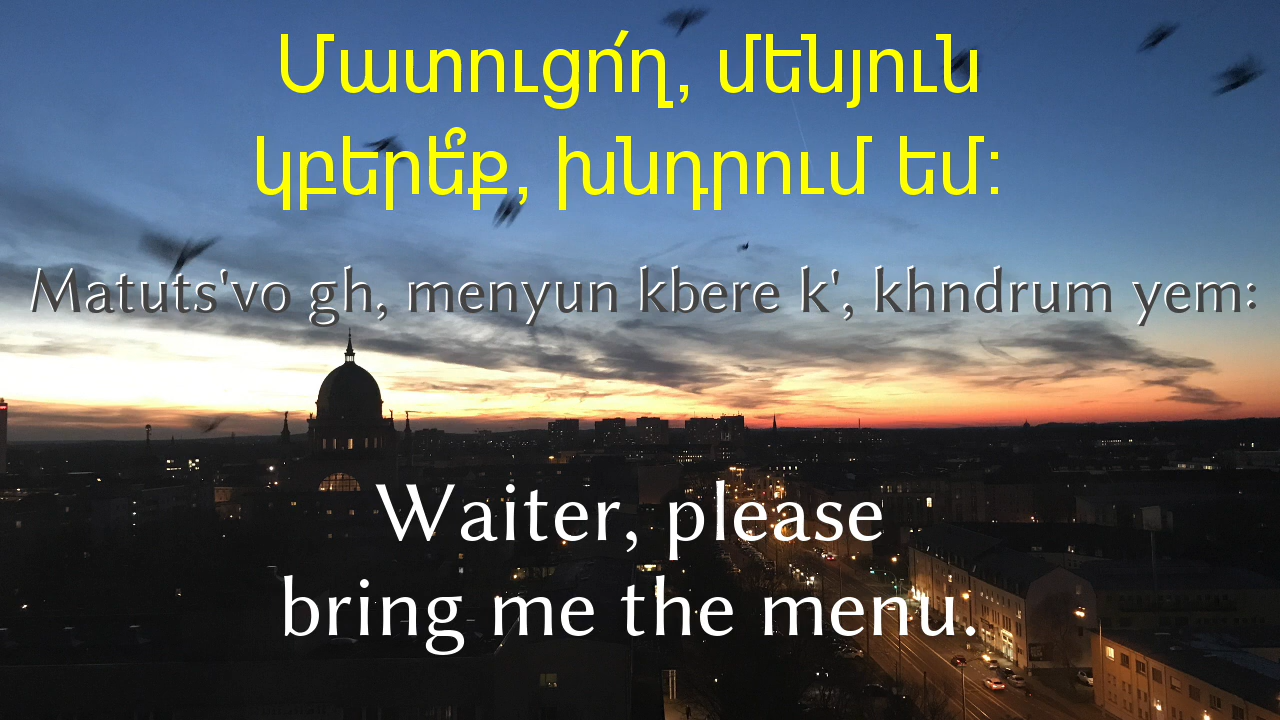 Մատուցո՛ղ, մենյուն
կբերե՞ք, խնդրում եմ:
Matuts'vo gh, menyun kbere k', khndrum yem:
Waiter, please
bring me the menu.